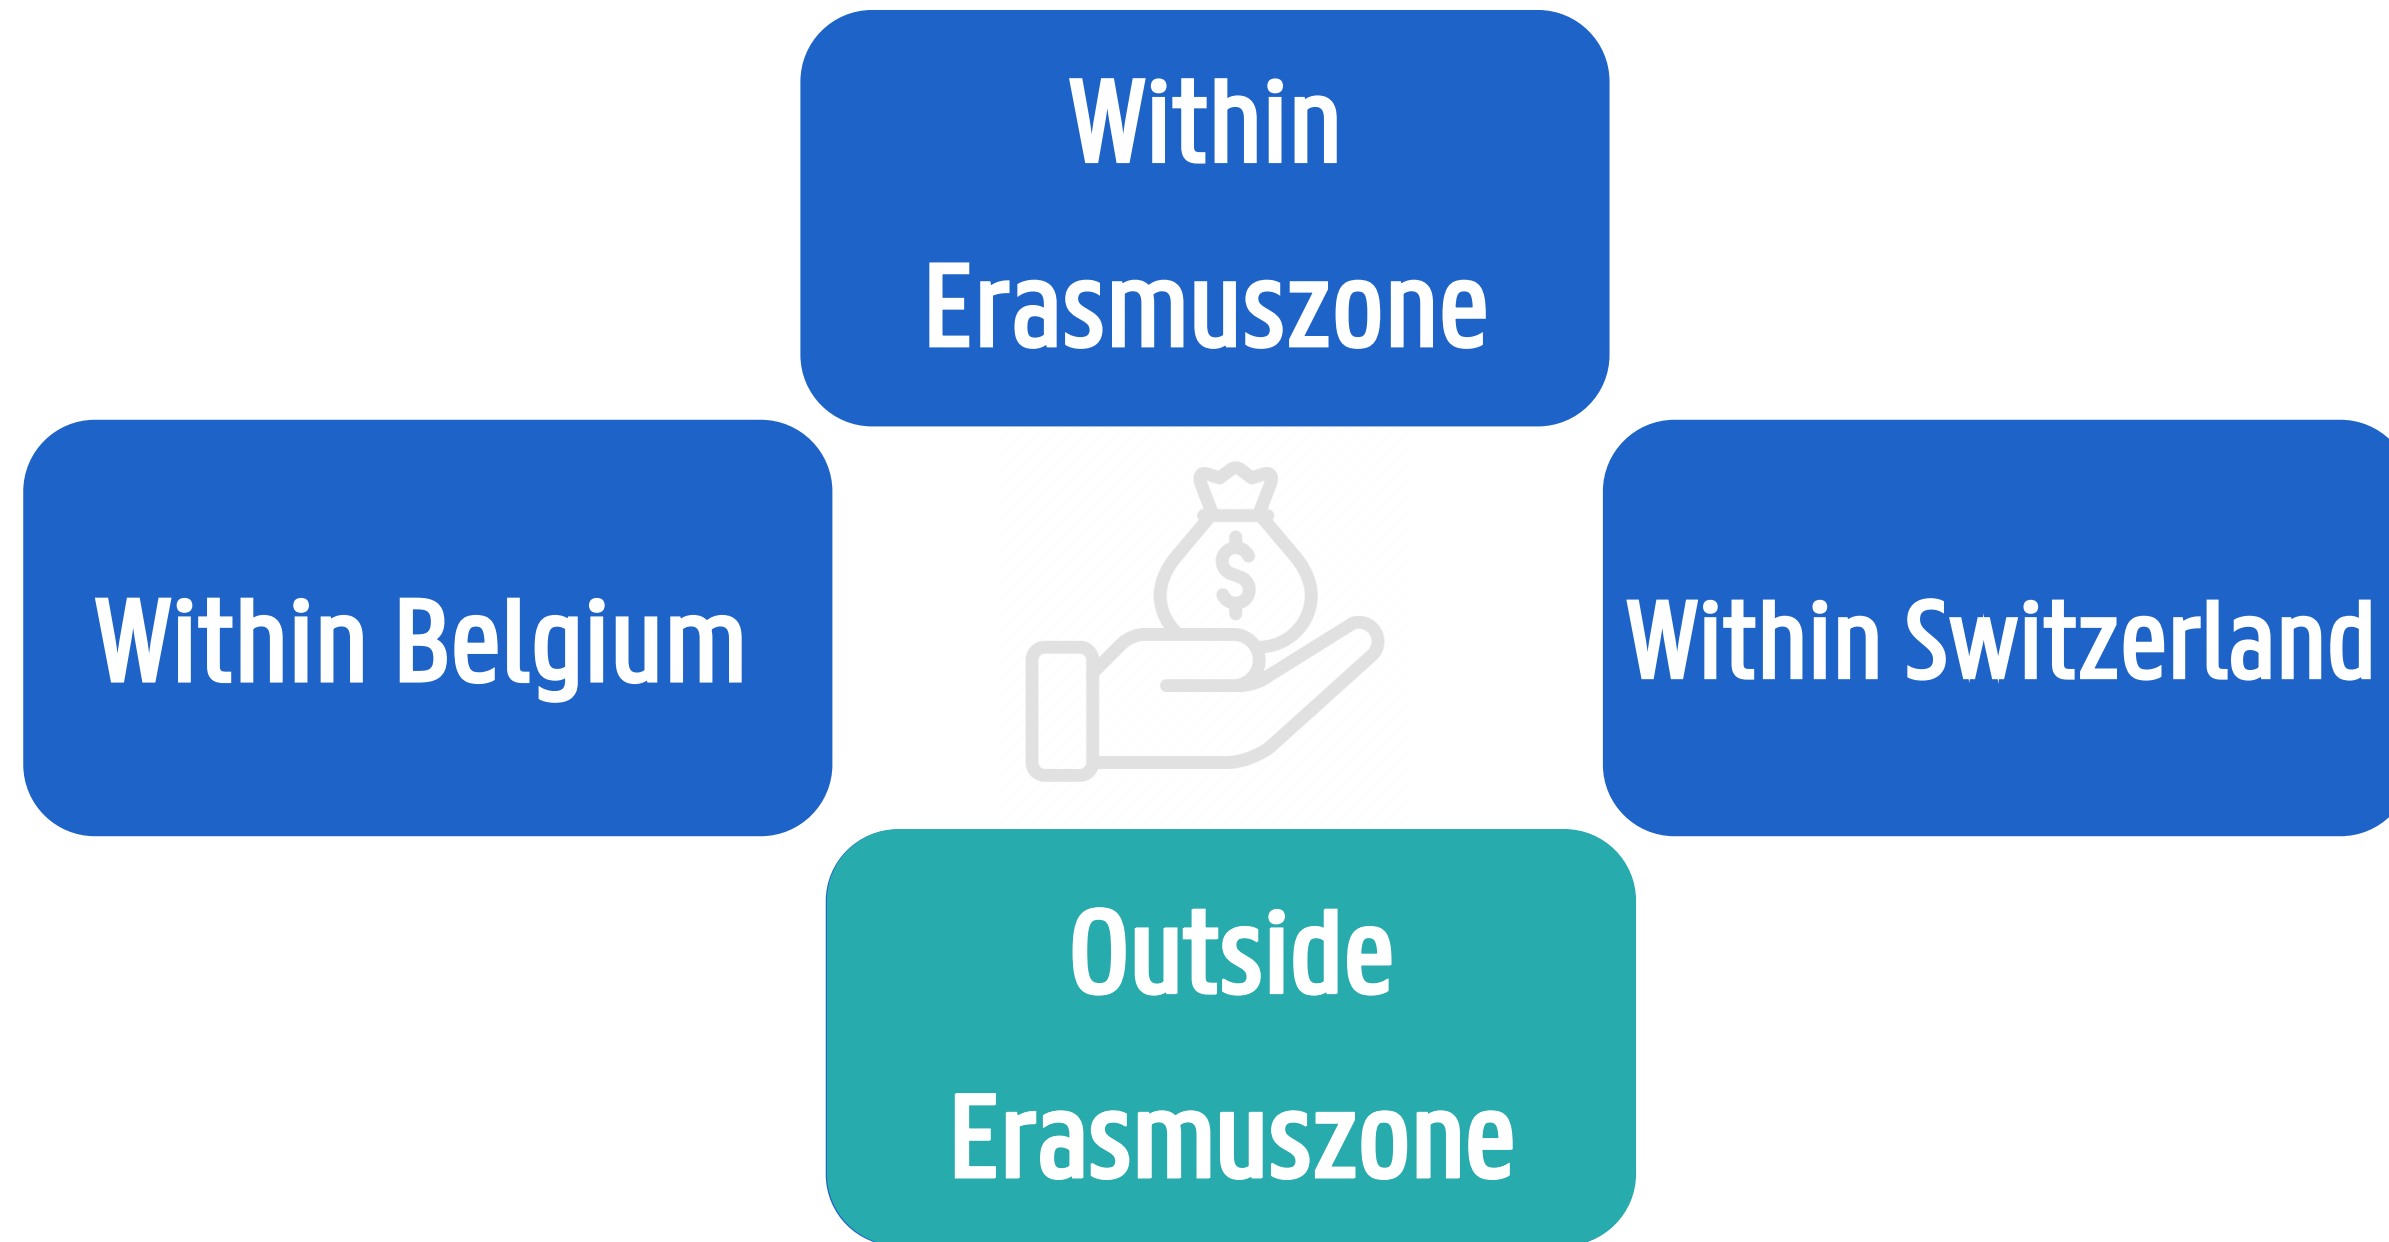 Within
Erasmuszone
Within Belgium
Within Switzerland
Outside
Erasmuszone